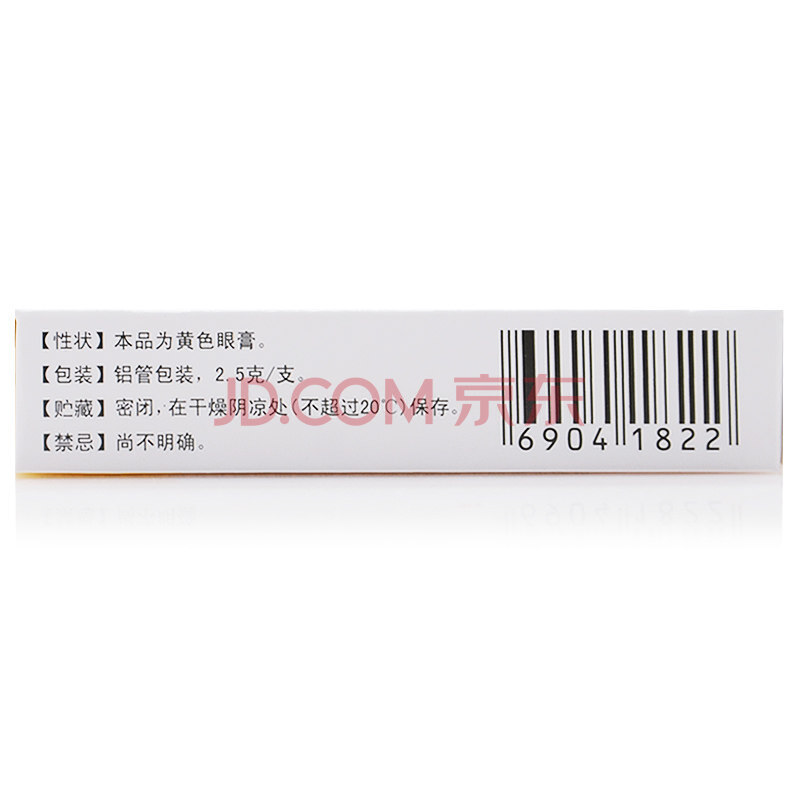 【性状】本品为黄色眼膏。
【包装】铝管包装，2.5克/支。
【贮藏】密闭，在干燥阴凉处(不超过20℃)保存。
【禁忌】尚不明确。
JD.COM 京东
6904 1822